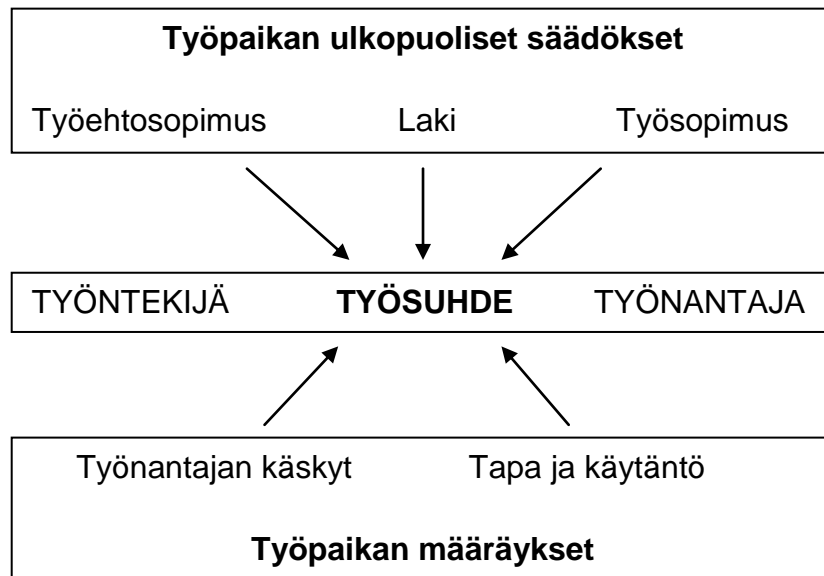 Työpaikan ulkopuoliset säädökset
Työehtosopimus Laki Työsopimus
TYÖNTEKIJÄ TYÖSUHDE TYÖNANTAJA
Työnantajan käskyt Tapa ja käytäntö
Työpaikan määräykset